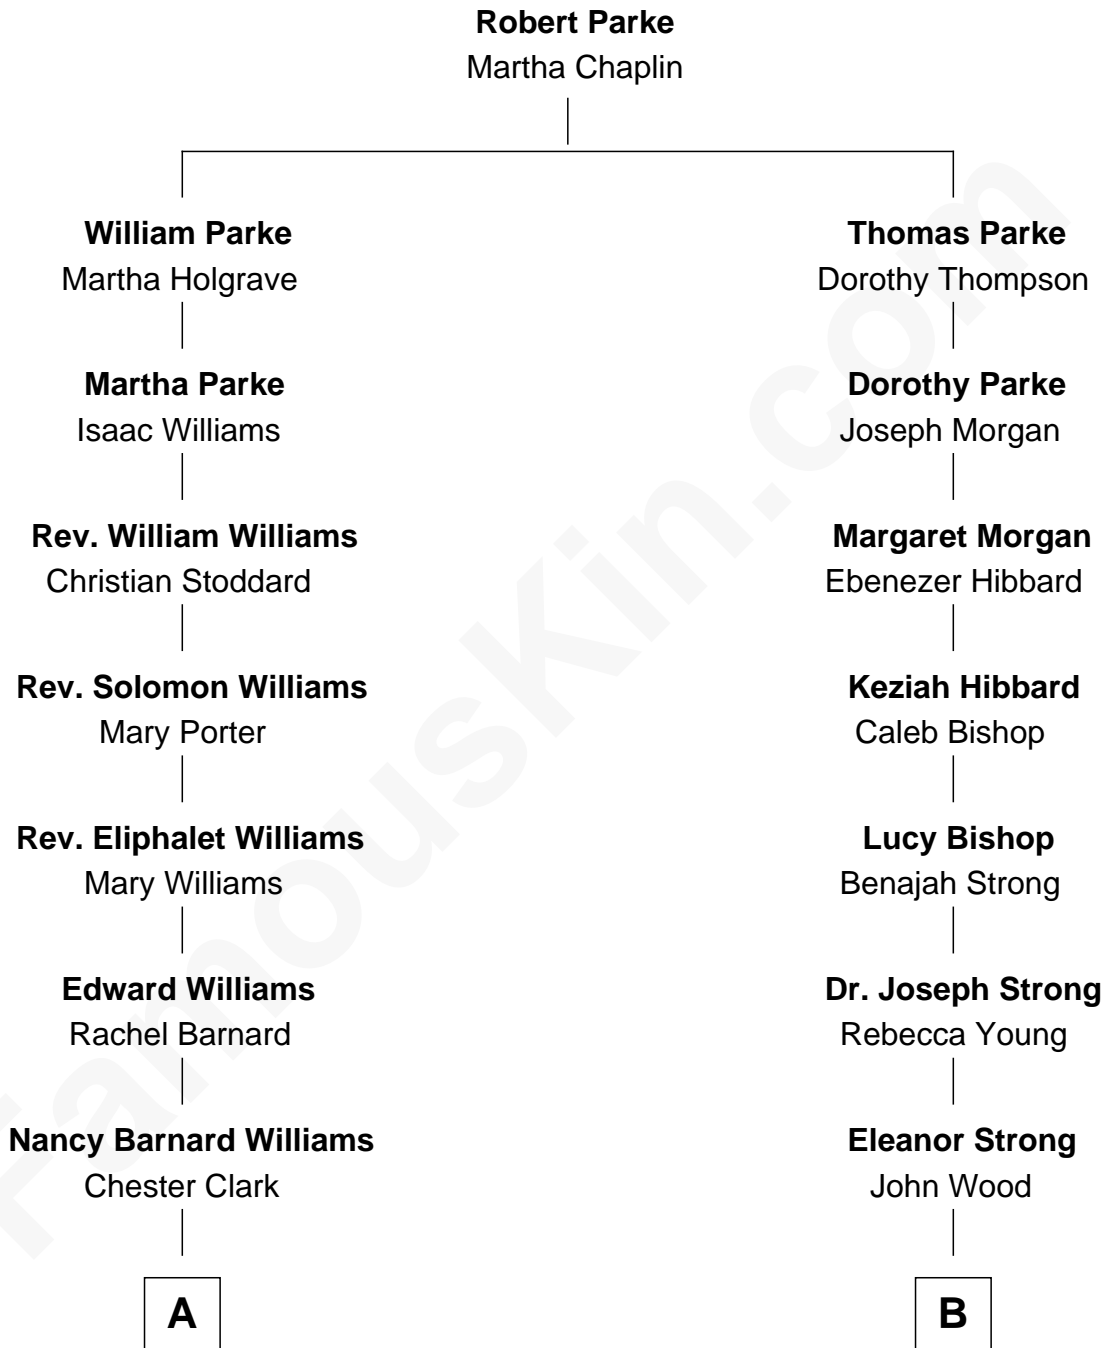 Robert Parke
Martha Chaplin
William Parke
Martha Holgrave
Thomas Parke
Dorothy Thompson
Martha Parke
Isaac Williams
Dorothy Parke
Joseph Morgan
Rev. William Williams
Christian Stoddard
Margaret Morgan
Ebenezer Hibbard
Rev. Solomon Williams
Mary Porter
Keziah Hibbard
Caleb Bishop
Rev. Eliphalet Williams
Mary Williams
Lucy Bishop
Benajah Strong
Edward Williams
Rachel Barnard
Dr. Joseph Strong
Rebecca Young
Nancy Barnard Williams
Chester Clark
Eleanor Strong
John Wood
A
B
FamousKin.com